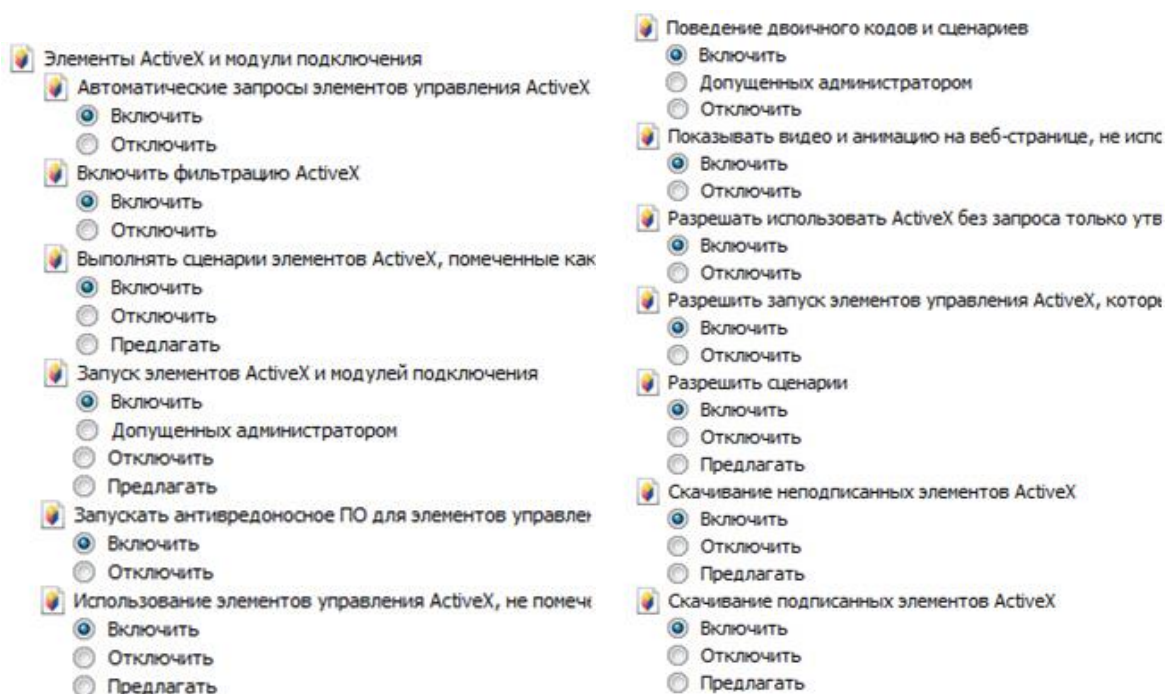 Элементы ActiveX и модули подключения
Автоматические запросы элементов управления ActiveX
Включить
Отключить
Включить фильтрацию ActiveX
Включить
Отключить
Выполнять сценарии элементов ActiveX, помеченные как
Включить
Отключить
Предлагать
Запуск элементов ActiveX и модулей подключения
Включить
Допущенных администратором
Отключить
Предлагать
Запускать антивредоносное ПО для элементов управлен
Включить
Отключить
Использование элементов управления ActiveX, не помече
Включить
Отключить
Предлагать
Поведение двоичного кодов и сценариев
Включить
Допущенных администратором
Отключить
Показывать видео и анимацию на веб-странице, не испо
Включить
Отключить
Разрешать использовать ActiveX без запроса только утв
Включить
Отключить
Разрешить запуск элементов управления ActiveX, которы
Включить
Отключить
Разрешить сценарии
Включить
Отключить
Предлагать
Скачивание неподписанных элементов ActiveX
Включить
Отключить
Предлагать
Скачивание подписанных элементов ActiveX
Включить
Отключить
Предлагать